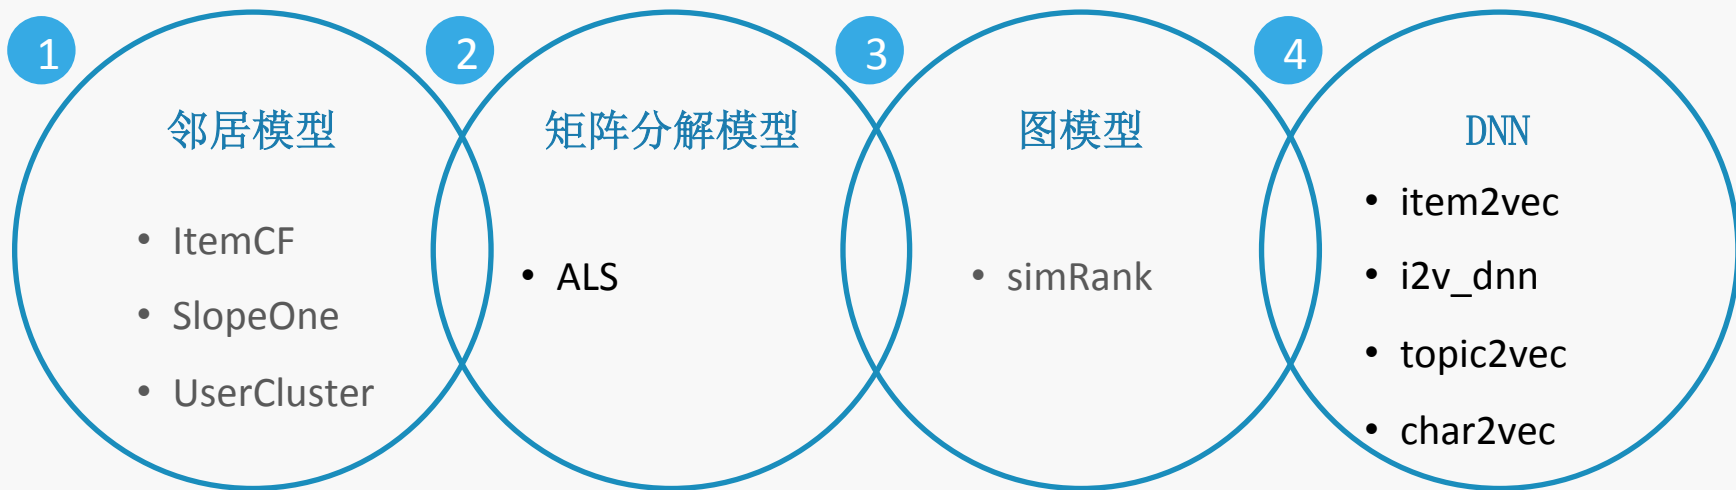 1
邻居模型
• ItemCF
• SlopeOne
• UserCluster
2
矩阵分解模型
• ALS
3
图模型
• simRank
4
DNN
• item2vec
• i2v_dnn
• topic2vec
• char2vec